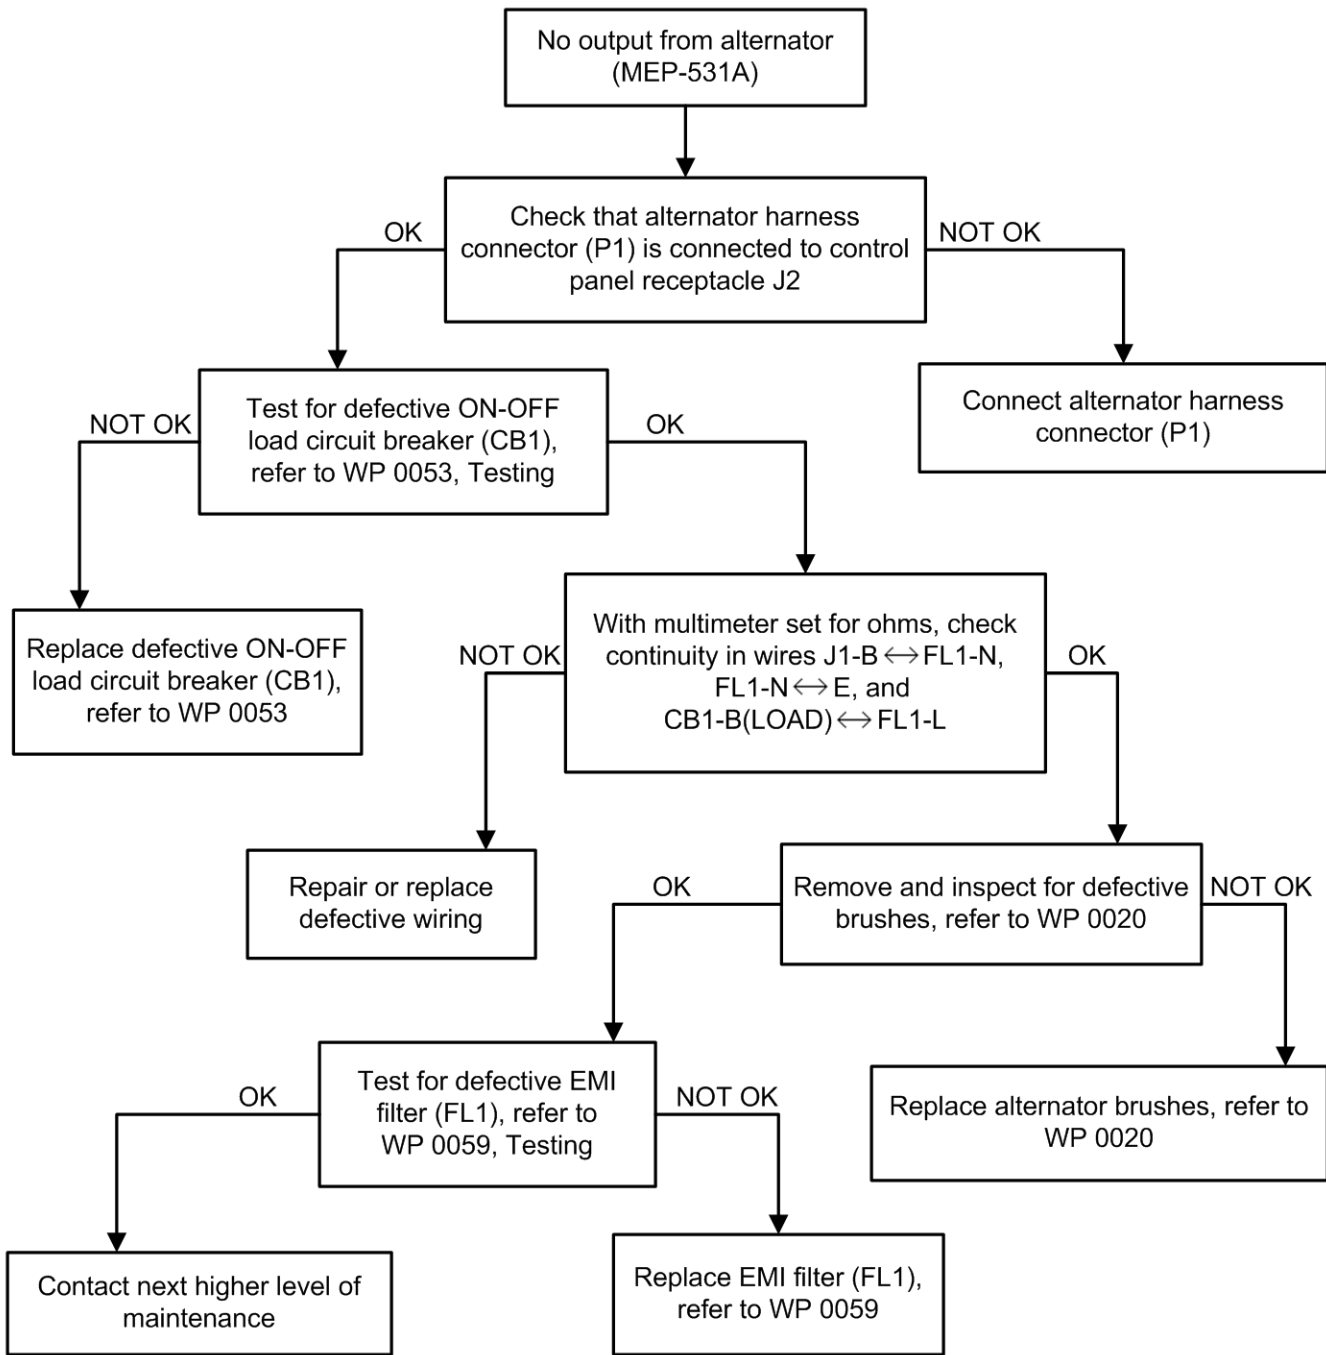 No output from alternator
(MEP-531A)
Check that alternator harness
connector (P1) is connected to control
panel receptacle J2
OK
NOT OK
Connect alternator harness
connector (P1)
Test for defective ON-OFF
load circuit breaker (CB1),
refer to WP 0053, Testing
NOT OK
OK
Replace defective ON-OFF
load circuit breaker (CB1),
refer to WP 0053
With multimeter set for ohms, check
continuity in wires J1-B ↔ FL1-N,
FL1-N ↔ E, and
CB1-B(LOAD) ↔ FL1-L
NOT OK
OK
Repair or replace
defective wiring
Remove and inspect for defective
brushes, refer to WP 0020
OK
NOT OK
Replace alternator brushes, refer to
WP 0020
Test for defective EMI
filter (FL1), refer to
WP 0059, Testing
OK
NOT OK
Contact next higher level of
maintenance
Replace EMI filter (FL1),
refer to WP 0059